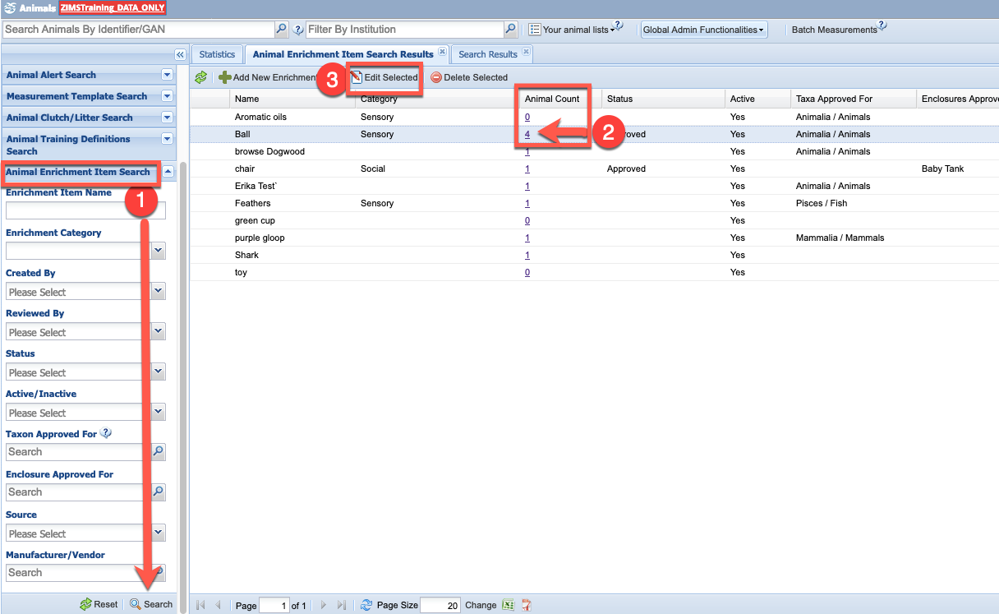 Animals ZIMSTraining_DATA_ONLY
Search Animals By Identifier/GAN ? Filter By Institution Your animal lists ? Global Admin Functionalities Batch Measurements ?
Statistics Animal Enrichment Item Search Results Search Results
Add New Enrichment 3 Edit Selected Delete Selected
Animal Alert Search
Measurement Template Search
Animal Clutch/Litter Search
Animal Training Definitions
Search
Animal Enrichment Item Search
1
Enrichment Item Name
Enrichment Category
Created By
Please Select
Reviewed By
Please Select
Status
Please Select
Active/Inactive
Please Select
Taxon Approved For ?
Search
Enclosure Approved For
Search
Source
Please Select
Manufacturer/Vendor
Search
Reset Search
Name Category Animal Count Status Active Taxa Approved For Enclosures Approve
Aromatic oils Sensory 0 Yes Animalia / Animals
Ball Sensory 4 2 oved Yes Animalia / Animals
browse Dogwood 1 Yes Animalia / Animals
chair Social 1 Approved Yes Baby Tank
Erika Test` 1 Yes Animalia / Animals
Feathers Sensory 1 Yes Pisces / Fish
green cup 0 Yes
purple gloop 1 Yes Mammalia / Mammals
Shark 1 Yes
toy 0 Yes
Page 1 of 1 Page Size 20 Change